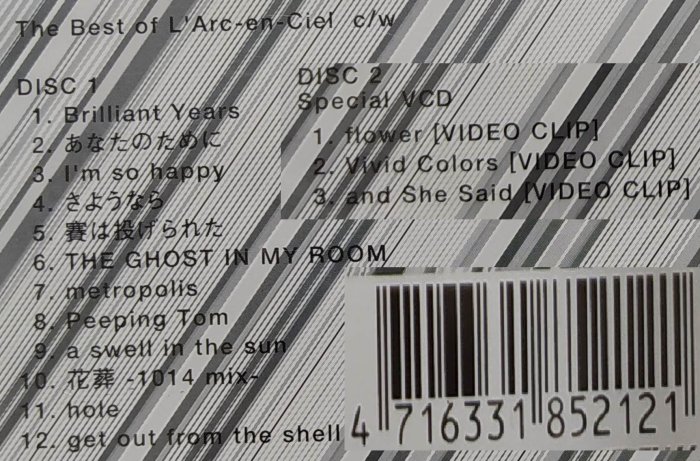 The Best of L'Arc-en-Ciel c/w
DISC 1
1. Brilliant Years
2. あなたのために
3. I'm so happy
4. さようなら
5. 賽は投げられた
6. THE GHOST IN MY ROOM
7. metropolis
8. Peeping Tom
9. a swell in the sun
10. 花葬 -1014 mix-
11. hole
12. get out from the shell
DISC 2
Special VCD
1. flower [VIDEO CLIP]
2. Vivid Colors [VIDEO CLIP]
3. and She Said [VIDEO CLIP]
4 716331 852121